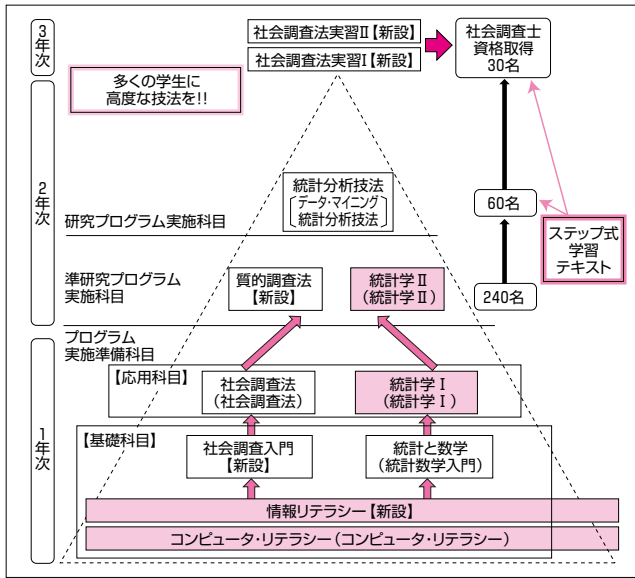 3年次
社会調査法実習Ⅱ【新設】
社会調査法実習Ⅰ【新設】
社会調査士
資格取得
30名
多くの学生に
高度な技法を!!
2年次
統計分析技法
〔データ・マイニング
統計分析技法〕
研究プログラム実施科目
60名
ステップ式
学習
テキスト
準研究プログラム
実施科目
質的調査法
【新設】
統計学Ⅱ
(統計学Ⅱ)
240名
プログラム
実施準備科目
1年次
【応用科目】
社会調査法
(社会調査法)
統計学Ⅰ
(統計学Ⅰ)
【基礎科目】
社会調査入門
【新設】
統計と数学
(統計数学入門)
情報リテラシー【新設】
コンピュータ・リテラシー(コンピュータ・リテラシー)